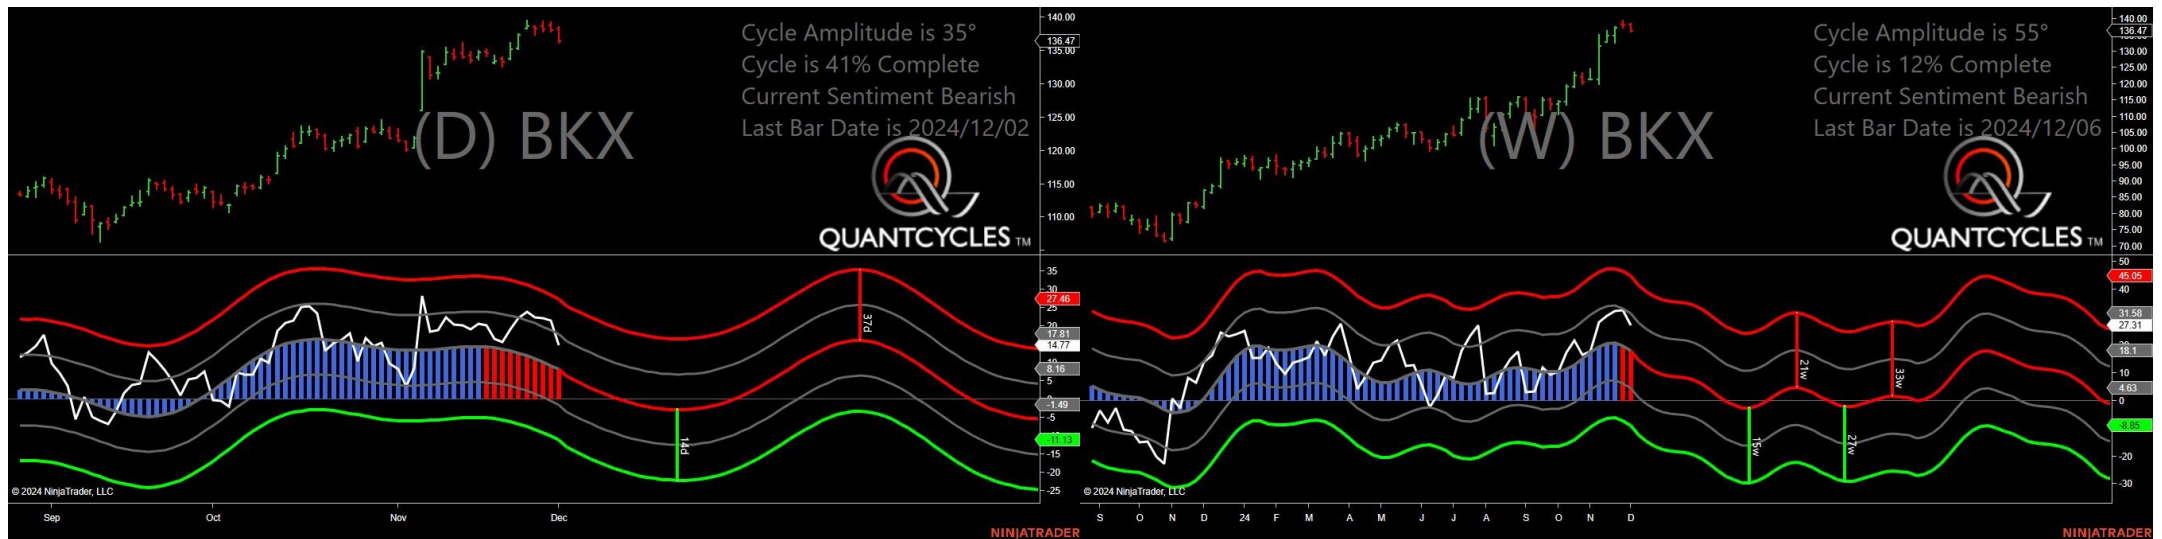 Cycle Amplitude is 35°
Cycle is 41% Complete
Current Sentiment Bearish
Last Bar Date is 2024/12/02
(D) BKX
QUANTCYCLES TM
140.00
136.47
135.00
130.00
125.00
120.00
115.00
110.00
35
30
27.46
25
20
17.81
14.77
10
8.16
5
-1.49
-5
-11.13
-15
-20
-25
37d
14d
© 2024 NinjaTrader, LLC
Sep Oct Nov Dec
NINJATRADER
Cycle Amplitude is 55°
Cycle is 12% Complete
Current Sentiment Bearish
Last Bar Date is 2024/12/06
(W) BKX
QUANTCYCLES TM
140.00
136.47
130.00
125.00
120.00
115.00
110.00
105.00
100.00
95.00
90.00
85.00
80.00
75.00
70.00
50
45.05
40
31.58
27.31
18.1
10
4.63
0
-8.85
-20
-30
21w
33w
15w
27w
© 2024 NinjaTrader, LLC
S O N D 24 F M A M J J A S O N D
NINJATRADER